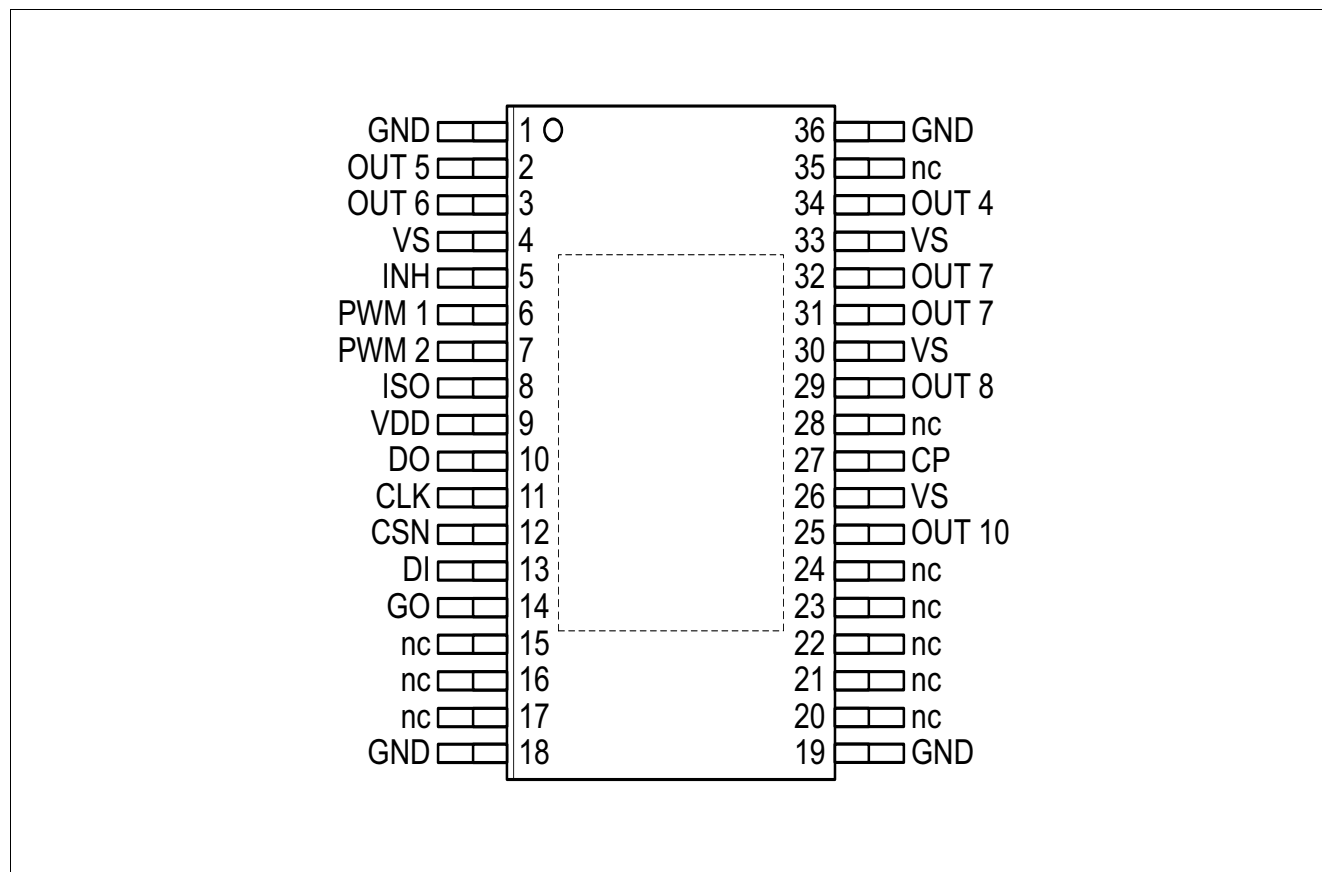 GND 1 36 GND
OUT 5 2 35 nc
OUT 6 3 34 OUT 4
VS 4 33 VS
INH 5 32 OUT 7
PWM 1 6 31 OUT 7
PWM 2 7 30 VS
ISO 8 29 OUT 8
VDD 9 28 nc
DO 10 27 CP
CLK 11 26 VS
CSN 12 25 OUT 10
DI 13 24 nc
GO 14 23 nc
nc 15 22 nc
nc 16 21 nc
nc 17 20 nc
GND 18 19 GND